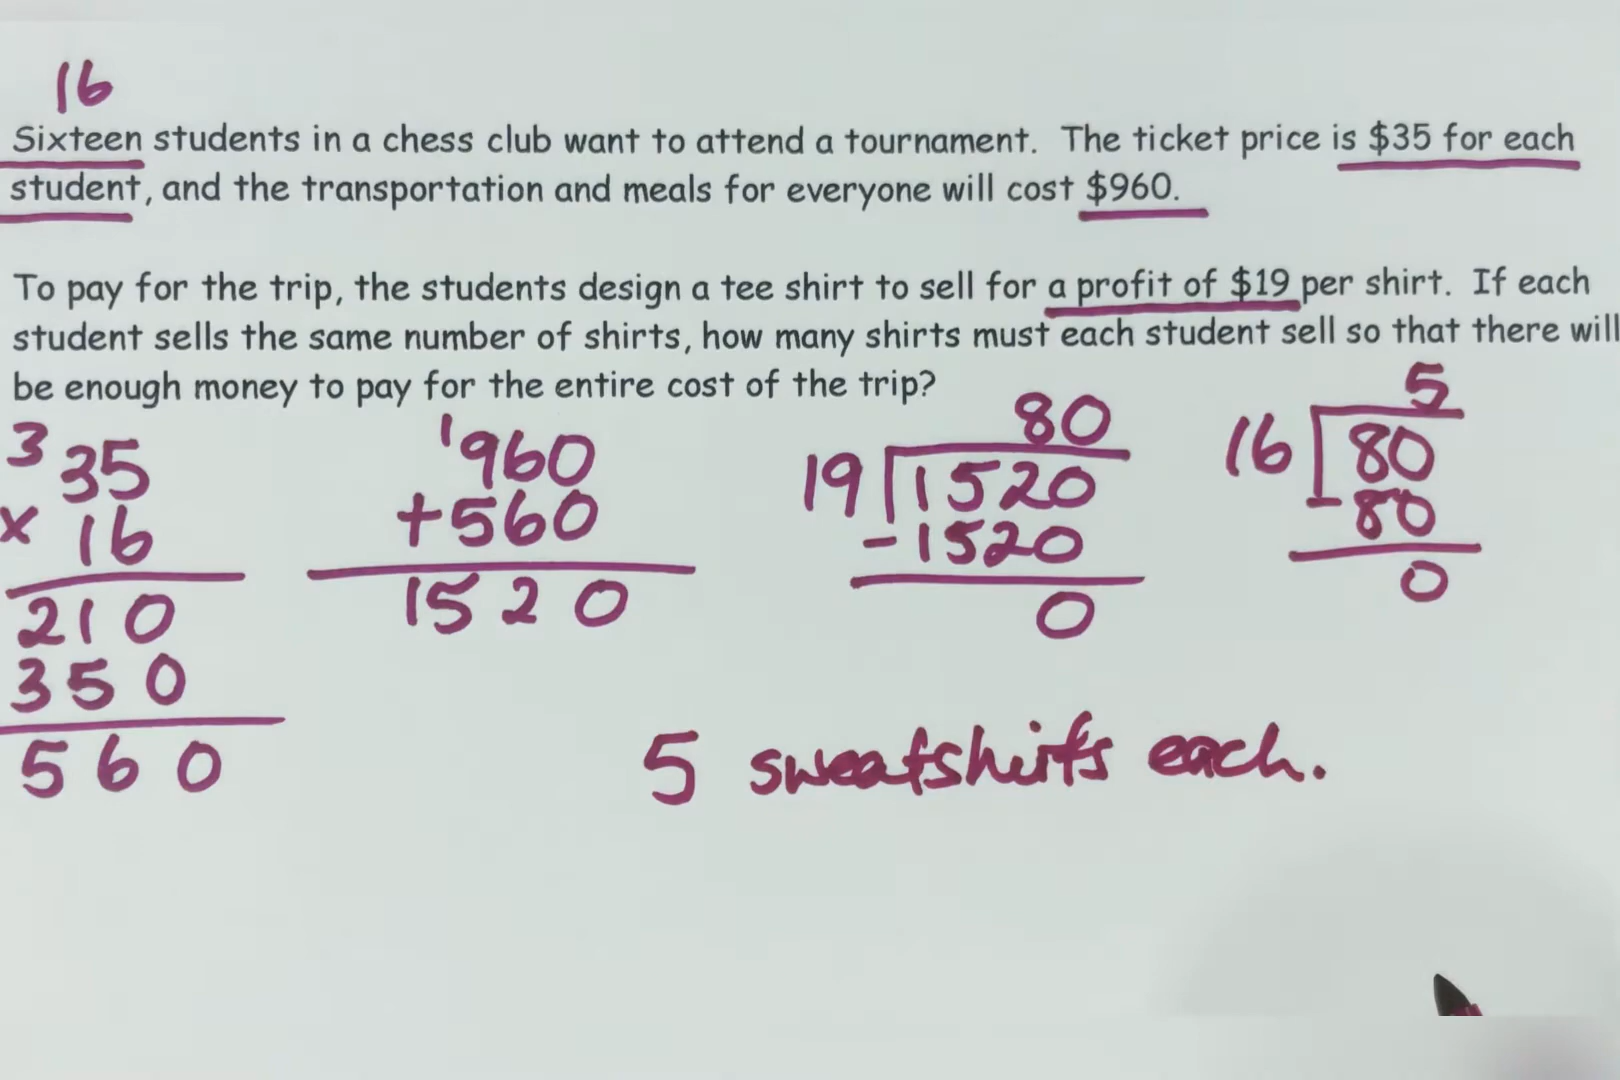 16
Sixteen students in a chess club want to attend a tournament. The ticket price is $35 for each
student, and the transportation and meals for everyone will cost $960.
To pay for the trip, the students design a tee shirt to sell for a profit of $19 per shirt. If each
student sells the same number of shirts, how many shirts must each student sell so that there will
be enough money to pay for the entire cost of the trip?
3
35
x 16
210
350
560
1
960
+560
1520
80
19 1520
-1520
0
5
16 80
-80
0
5 sweatshirts each.